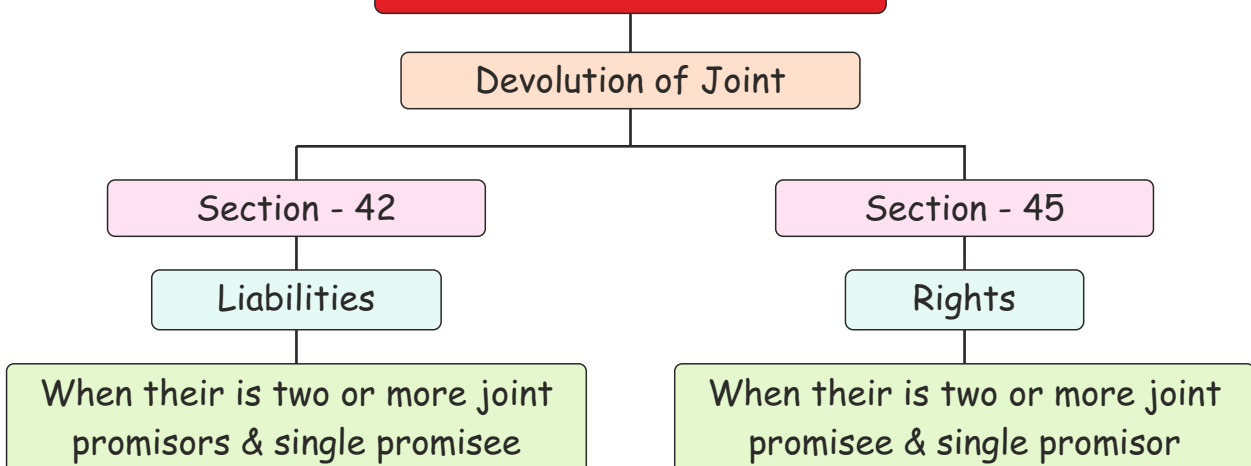 Devolution of Joint
Section - 42
Section - 45
Liabilities
Rights
When their is two or more joint
promisors & single promisee
When their is two or more joint
promisee & single promisor